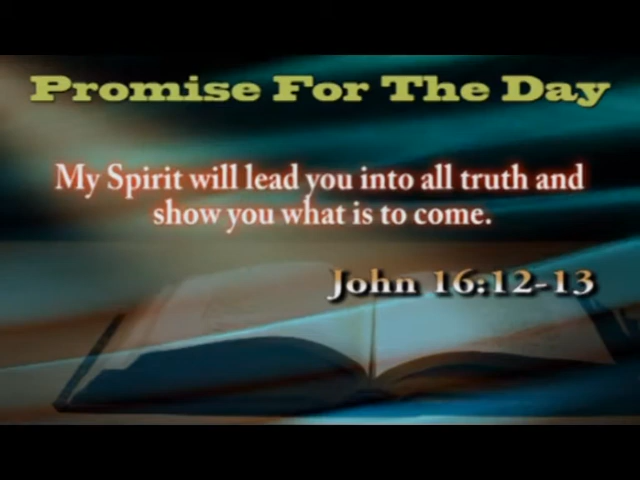 Promise For The Day
My Spirit will lead you into all truth and
show you what is to come.
John 16:12-13